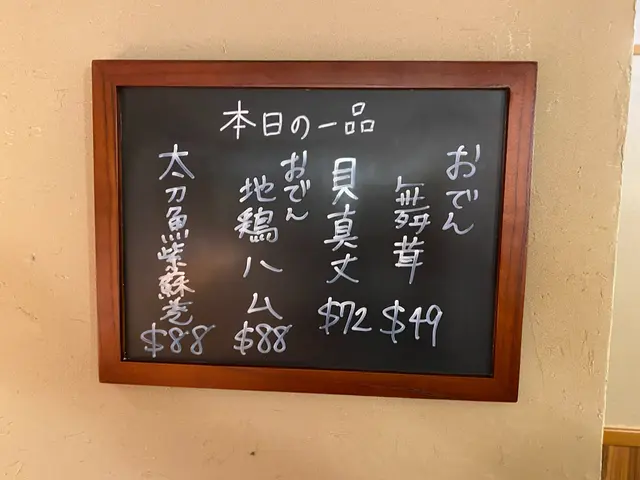 本日の一品
おでん
舞茸
$49
貝真丈
$72
おでん
地鶏ハム
$88
太刀魚紫蘇巻
$88